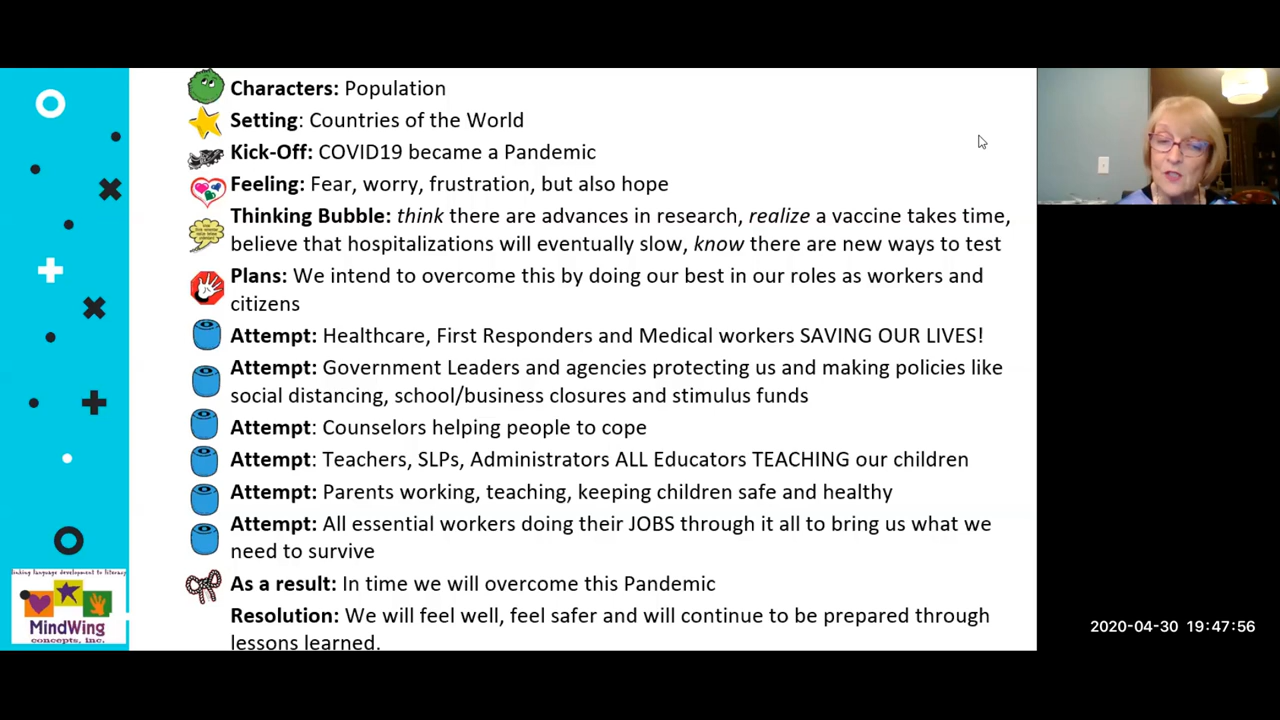 Characters: Population
Setting: Countries of the World
Kick-Off: COVID19 became a Pandemic
Feeling: Fear, worry, frustration, but also hope
Thinking Bubble: think there are advances in research, realize a vaccine takes time,
believe that hospitalizations will eventually slow, know there are new ways to test
Plans: We intend to overcome this by doing our best in our roles as workers and
citizens
Attempt: Healthcare, First Responders and Medical workers SAVING OUR LIVES!
Attempt: Government Leaders and agencies protecting us and making policies like
social distancing, school/business closures and stimulus funds
Attempt: Counselors helping people to cope
Attempt: Teachers, SLPs, Administrators ALL Educators TEACHING our children
Attempt: Parents working, teaching, keeping children safe and healthy
Attempt: All essential workers doing their JOBS through it all to bring us what we
need to survive
As a result: In time we will overcome this Pandemic
Resolution: We will feel well, feel safer and will continue to be prepared through
lessons learned.
linking language development to literacy
MindWing
concepts, inc.
2020-04-30 19:47:56